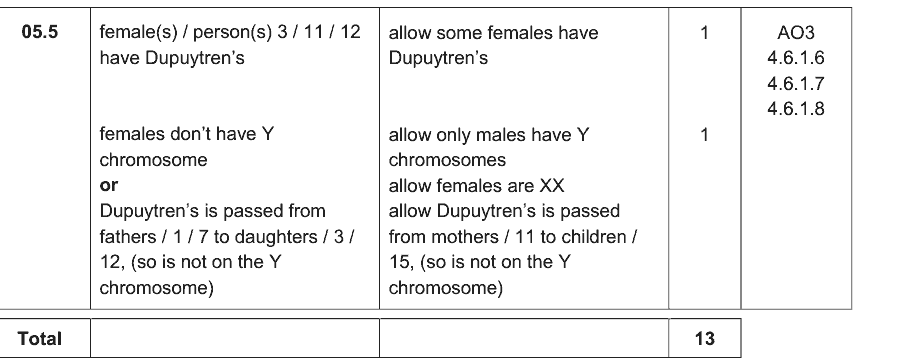 05.5
female(s) / person(s) 3 / 11 / 12
have Dupuytren’s
allow some females have
Dupuytren’s
1
AO3
4.6.1.6
4.6.1.7
4.6.1.8
females don’t have Y
chromosome
or
Dupuytren’s is passed from
fathers / 1 / 7 to daughters / 3 /
12, (so is not on the Y
chromosome)
allow only males have Y
chromosomes
allow females are XX
allow Dupuytren’s is passed
from mothers / 11 to children /
15, (so is not on the Y
chromosome)
1
Total
13